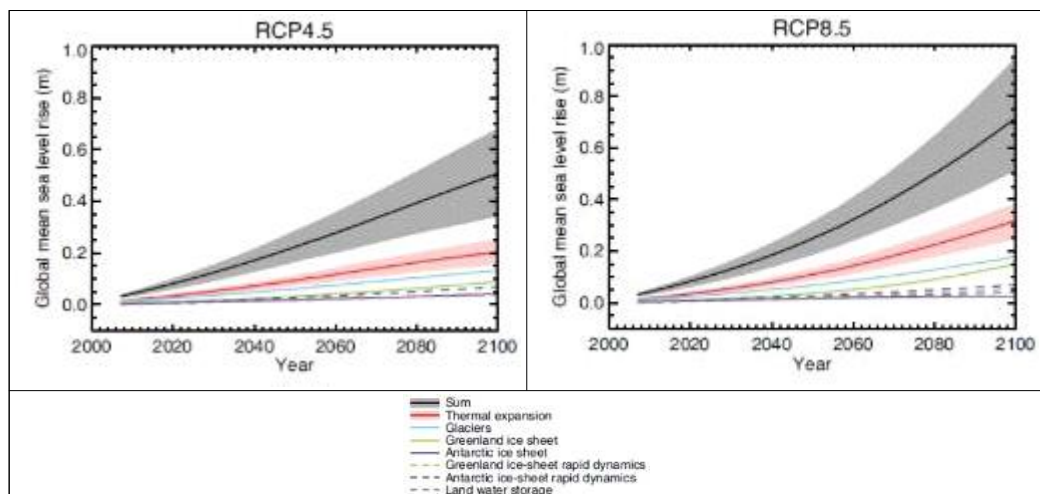 RCP4.5
Global mean sea level rise (m)
1.0
0.8
0.6
0.4
0.2
0.0
2000 2020 2040 2060 2080 2100
Year
RCP8.5
Global mean sea level rise (m)
1.0
0.8
0.6
0.4
0.2
0.0
2000 2020 2040 2060 2080 2100
Year
Sum
Thermal expansion
Glaciers
Greenland ice sheet
Antarctic ice sheet
Greenland ice-sheet rapid dynamics
Antarctic ice-sheet rapid dynamics
Land water storage